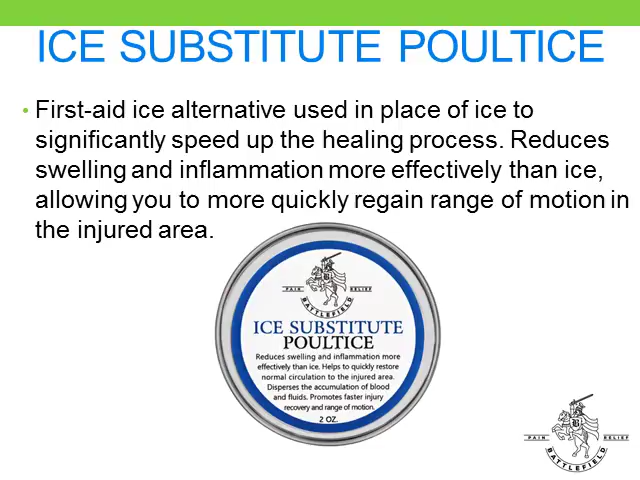 ICE SUBSTITUTE POULTICE
• First-aid ice alternative used in place of ice to
significantly speed up the healing process. Reduces
swelling and inflammation more effectively than ice,
allowing you to more quickly regain range of motion in
the injured area.
PAIN RELIEF
BATTLEFIELD
ICE SUBSTITUTE
POULTICE
Reduces swelling and inflammation more
effectively than ice. Helps to quickly restore
normal circulation to the injured area.
Disperses the accumulation of blood
and fluids. Promotes faster injury
recovery and range of motion.
2 OZ.
B
PAIN RELIEF
BATTLEFIELD